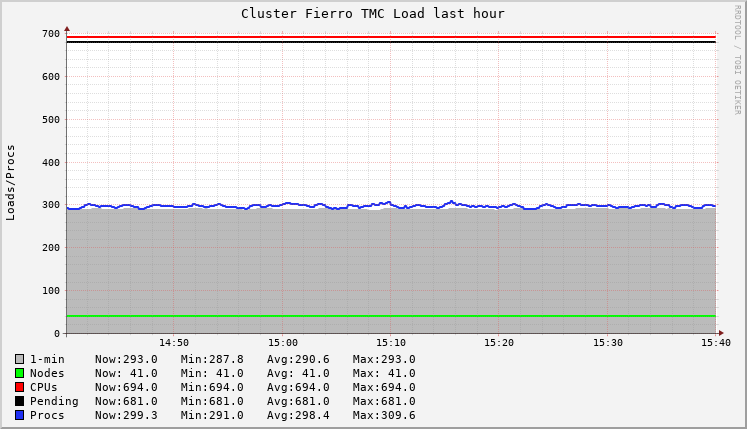 Cluster Fierro TMC Load last hour
RRDTOOL / TOBI OETIKER
Loads/Procs
700
600
500
400
300
200
100
0
14:50 15:00 15:10 15:20 15:30 15:40
1-min Now:293.0 Min:287.8 Avg:290.6 Max:293.0
Nodes Now: 41.0 Min: 41.0 Avg: 41.0 Max: 41.0
CPUs Now:694.0 Min:694.0 Avg:694.0 Max:694.0
Pending Now:681.0 Min:681.0 Avg:681.0 Max:681.0
Procs Now:299.3 Min:291.0 Avg:298.4 Max:309.6